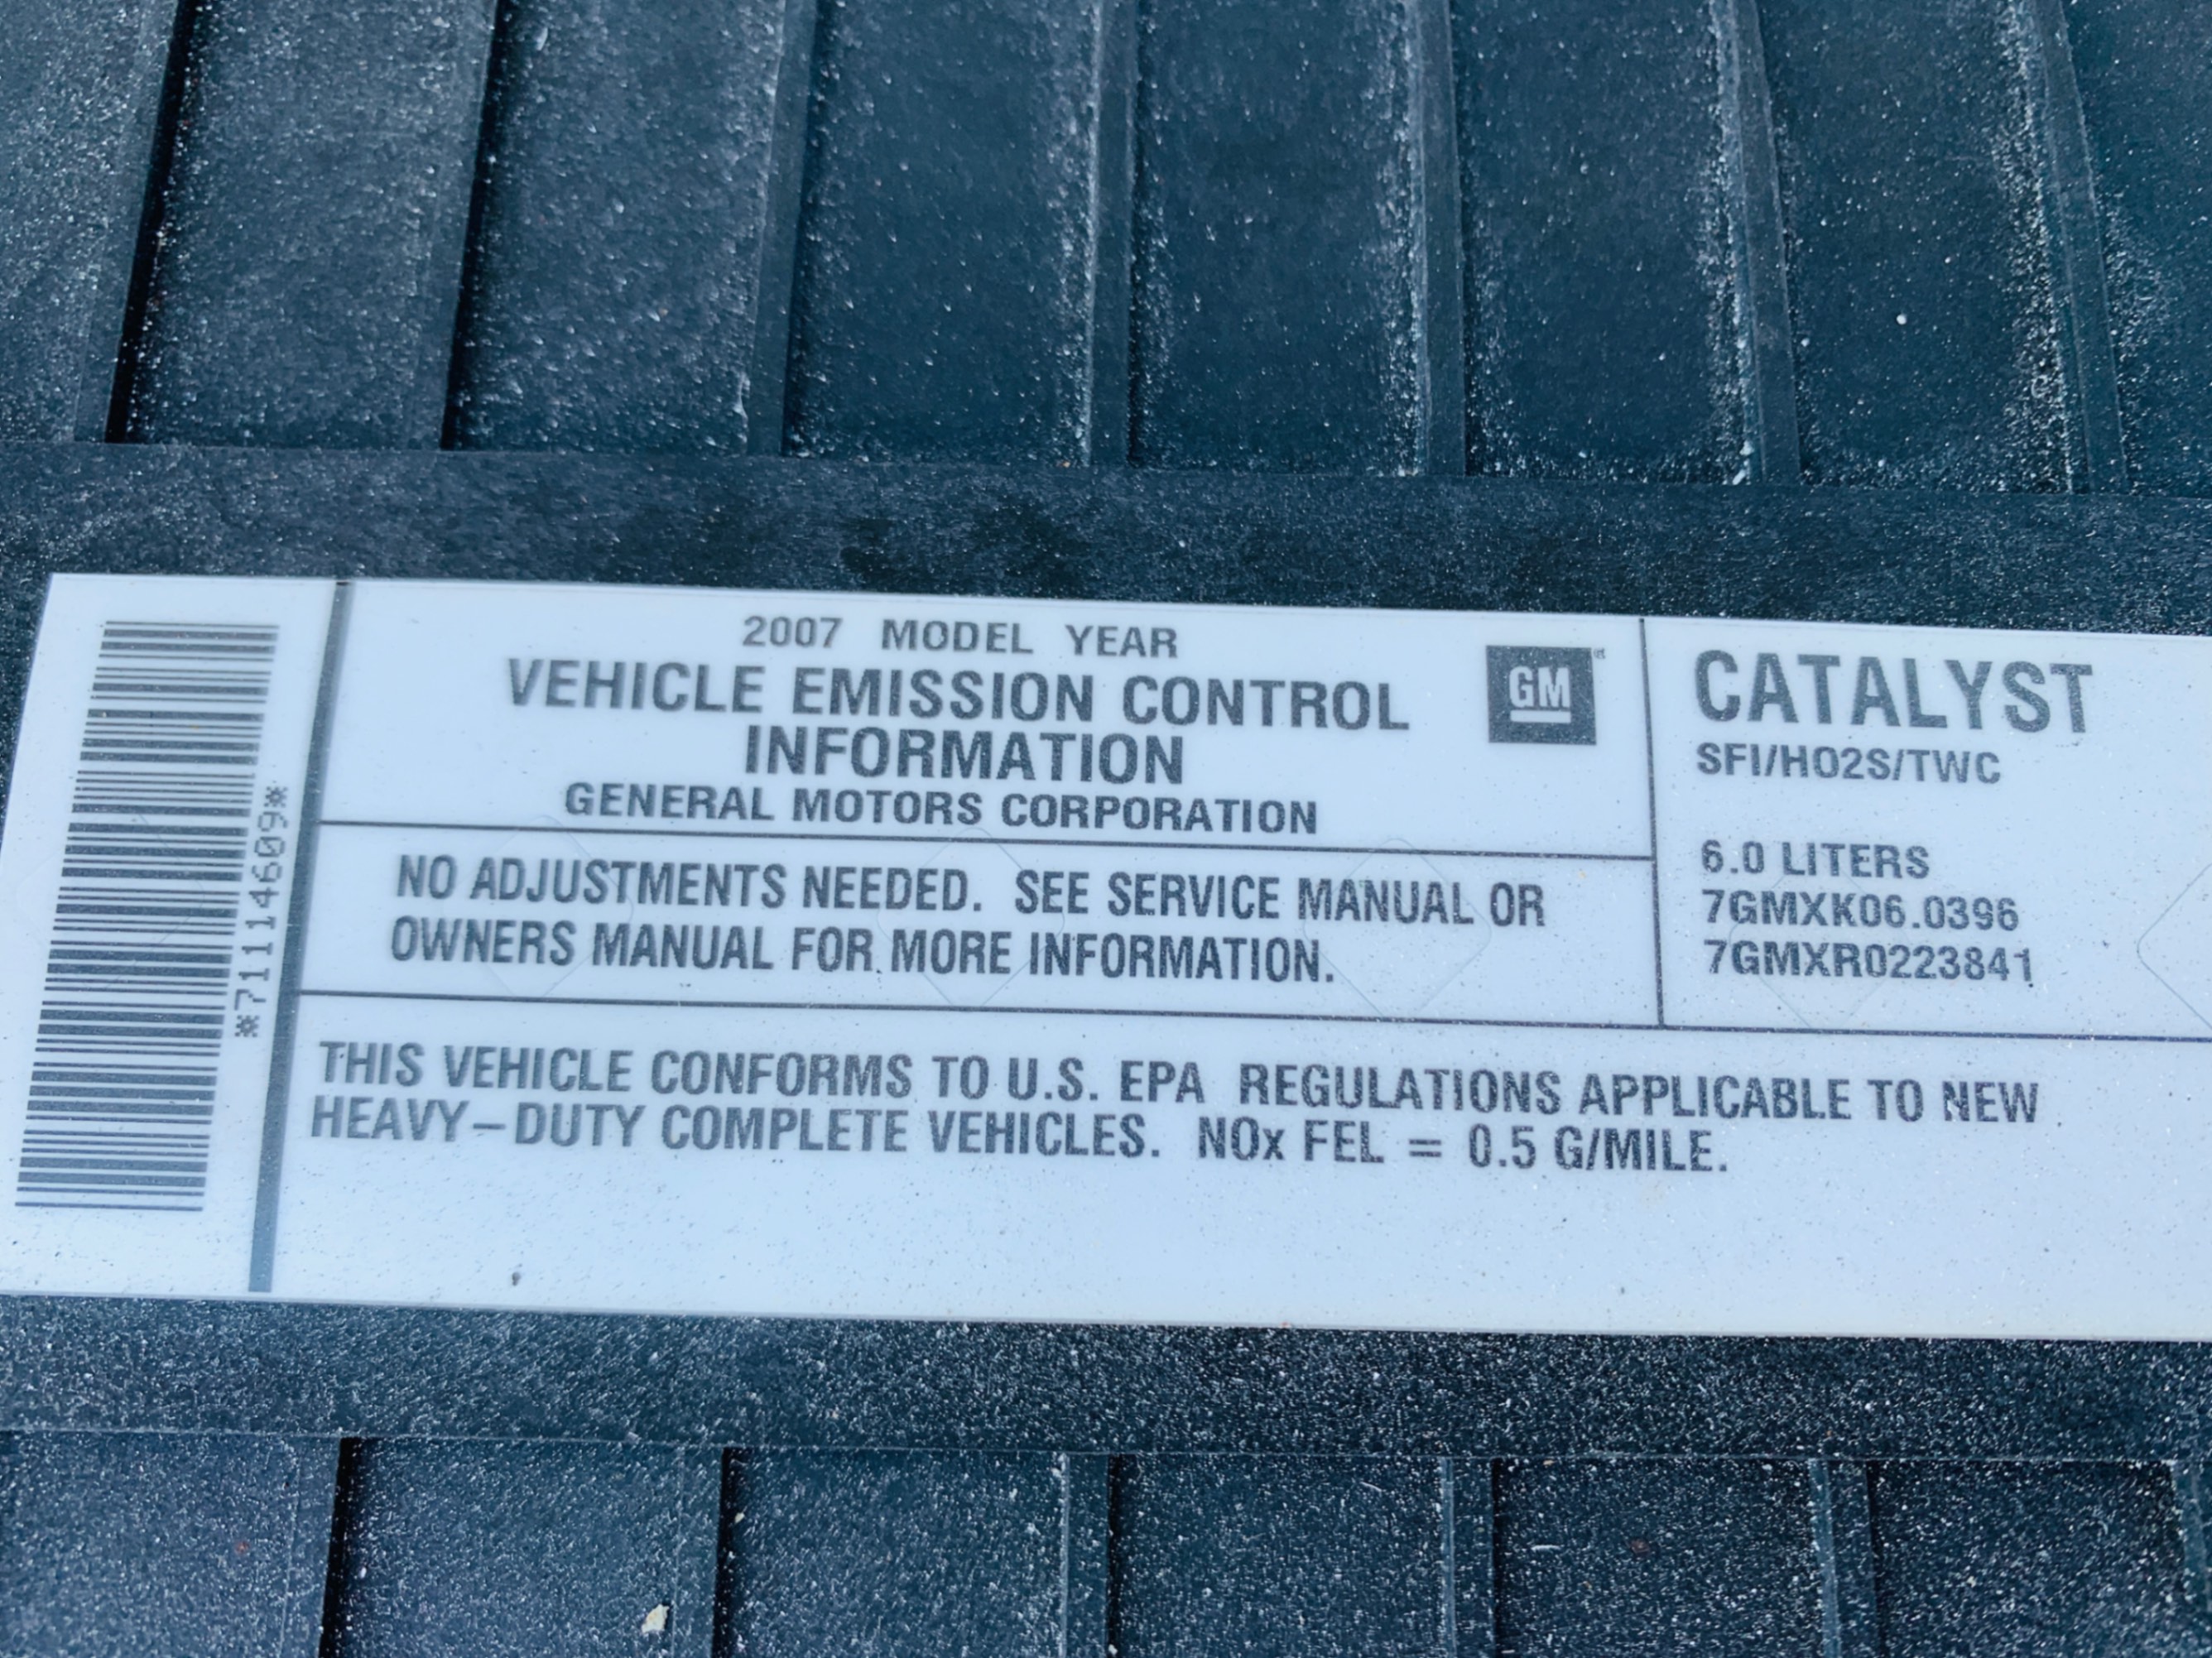 *71114609*
2007 MODEL YEAR
VEHICLE EMISSION CONTROL
INFORMATION
GENERAL MOTORS CORPORATION
GM
NO ADJUSTMENTS NEEDED. SEE SERVICE MANUAL OR
OWNERS MANUAL FOR MORE INFORMATION.
CATALYST
SFI/HO2S/TWC
6.0 LITERS
7GMXK06.0396
7GMXR0223841
THIS VEHICLE CONFORMS TO U.S. EPA REGULATIONS APPLICABLE TO NEW
HEAVY-DUTY COMPLETE VEHICLES. NOx FEL = 0.5 G/MILE.